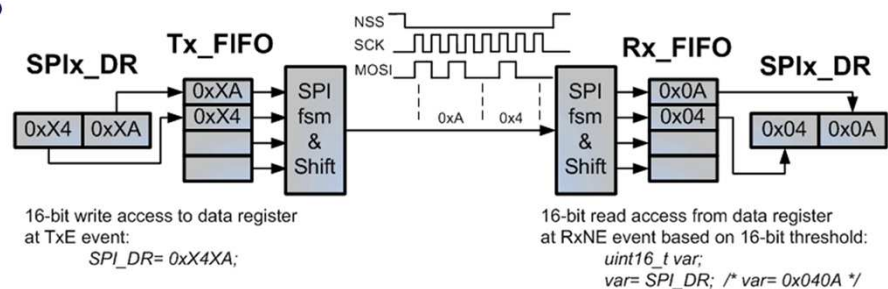 NSS
SCK
MOSI
0xA 0x4
SPIx_DR
0xX4 0xXA
Tx_FIFO
0xXA
0xX4
SPI
fsm
&
Shift
SPI
fsm
&
Shift
Rx_FIFO
0x0A
0x04
SPIx_DR
0x04 0x0A
16-bit write access to data register
at TxE event:
SPI_DR= 0xX4XA;
16-bit read access from data register
at RxNE event based on 16-bit threshold:
uint16_t var;
var= SPI_DR; /* var= 0x040A */